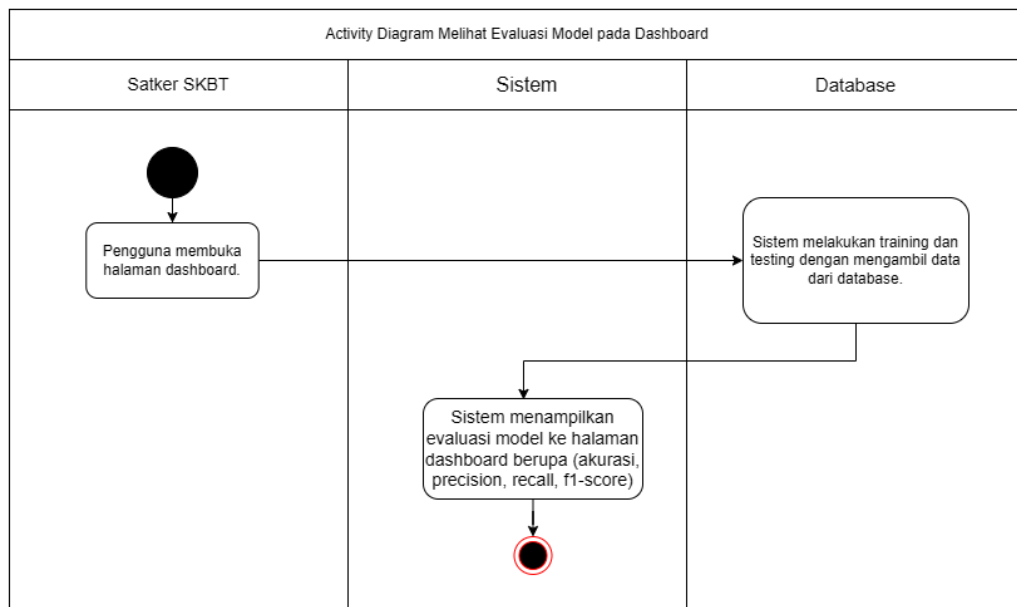 Activity Diagram Melihat Evaluasi Model pada Dashboard
Satker SKBT
Sistem
Database
Pengguna membuka
halaman dashboard.
Sistem melakukan training dan
testing dengan mengambil data
dari database.
Sistem menampilkan
evaluasi model ke halaman
dashboard berupa (akurasi,
precision, recall, f1-score)